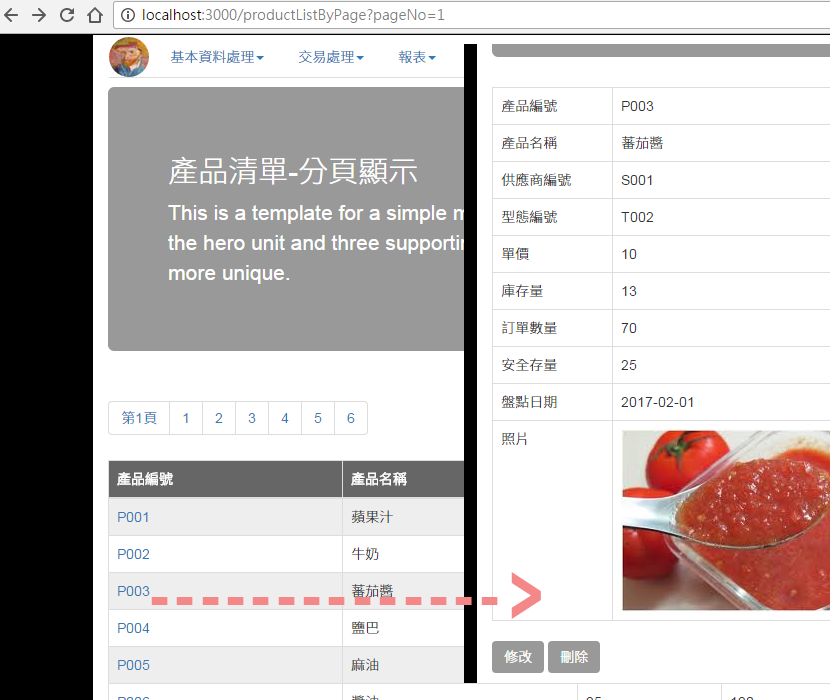 localhost:3000/productListByPage?pageNo=1
基本資料處理 交易處理 報表
產品清單-分頁顯示
This is a template for a simple
the hero unit and three
more unique.
第1頁 1 2 3 4 5 6
產品編號 產品名稱
P001 蘋果汁
P002 牛奶
P003 蕃茄醬
P004 鹽巴
P005 麻油
產品編號 P003
產品名稱 蕃茄醬
供應商編號 S001
型態編號 T002
單價 10
庫存量 13
訂單數量 70
安全存量 25
盤點日期 2017-02-01
照片
修改 刪除